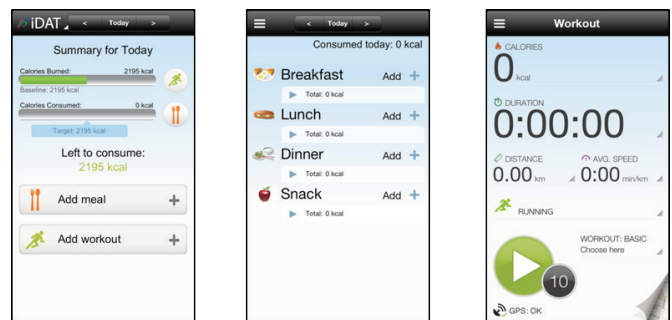 iDAT < Today >
Summary for Today
Calories Burned: 2195 kcal
Baseline: 2195 kcal
Calories Consumed: 0 kcal
Target: 2195 kcal
Left to consume:
2195 kcal
Add meal +
Add workout +
< Today >
Consumed today: 0 kcal
Breakfast Add +
Total: 0 kcal
Lunch Add +
Total: 0 kcal
Dinner Add +
Total: 0 kcal
Snack Add +
Total: 0 kcal
Workout
CALORIES
0 kcal
DURATION
0:00:00
DISTANCE AVG. SPEED
0.00 km 0:00 min/km
RUNNING
WORKOUT: BASIC
Choose here
10
GPS: OK